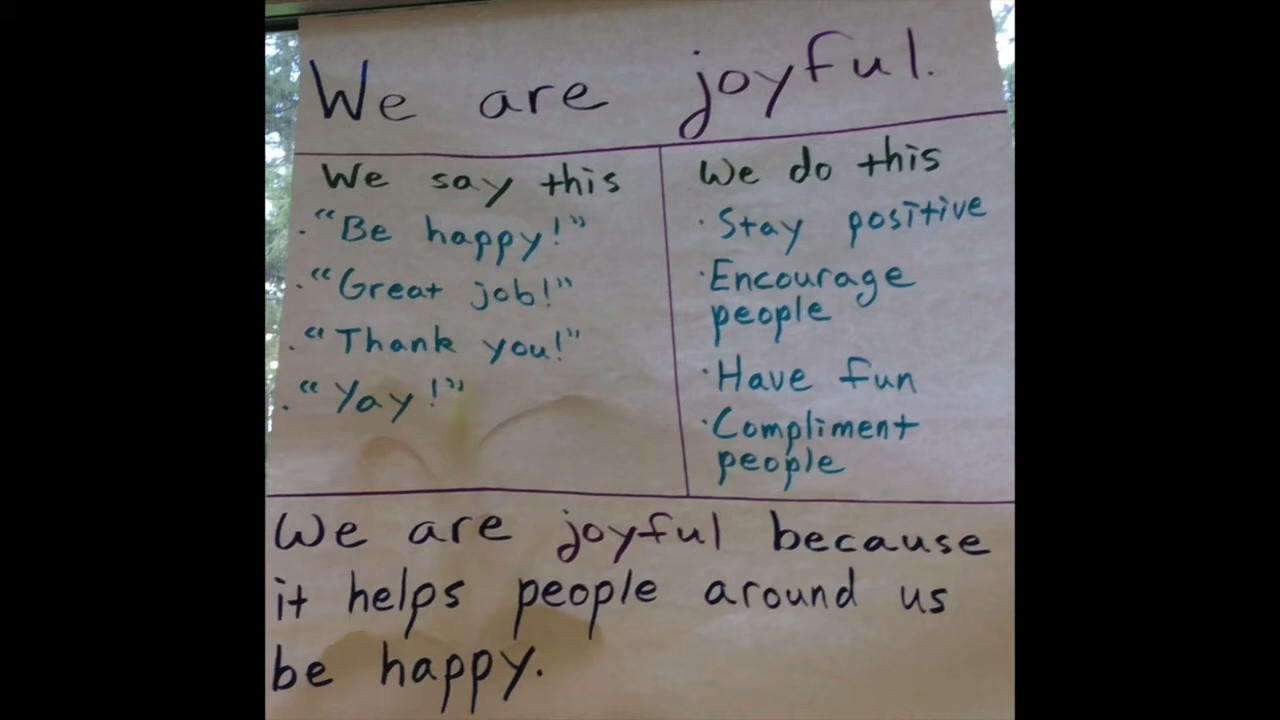 We are joyful.
We say this
· "Be happy!"
· "Great job!"
· "Thank you!"
· "Yay!"
We do this
· Stay positive
· Encourage
people
· Have fun
· Compliment
people
We are joyful because
it helps people around us
be happy.